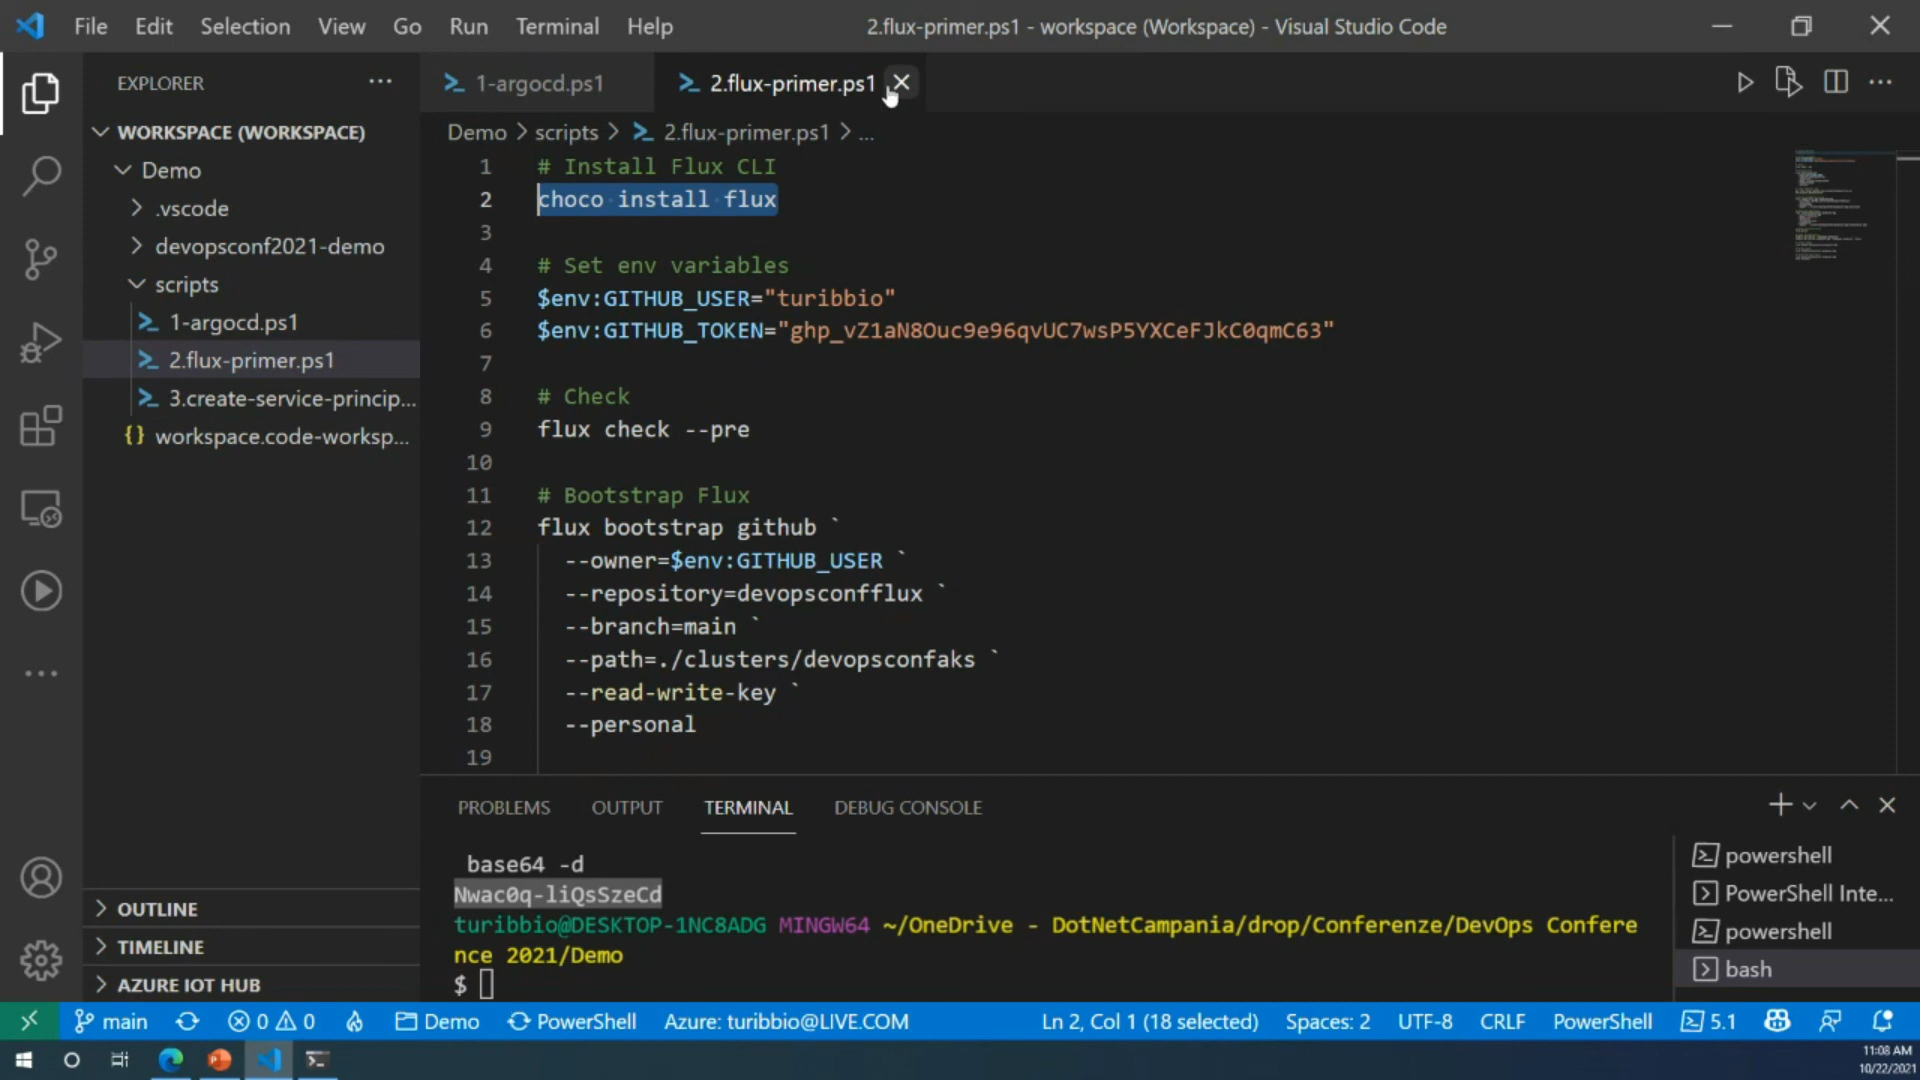 File Edit Selection View Go Run Terminal Help 2.flux-primer.ps1 - workspace (Workspace) - Visual Studio Code
EXPLORER
1-argocd.ps1 2.flux-primer.ps1
WORKSPACE (WORKSPACE)
Demo
.vscode
devopsconf2021-demo
scripts
1-argocd.ps1
2.flux-primer.ps1
3.create-service-princip...
workspace.code-worksp...
OUTLINE
TIMELINE
AZURE IOT HUB
Demo > scripts > 2.flux-primer.ps1 > ...
1 # Install Flux CLI
2 choco install flux
3
4 # Set env variables
5 $env:GITHUB_USER="turibbio"
6 $env:GITHUB_TOKEN="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"
7
8 # Check
9 flux check --pre
10
11 # Bootstrap Flux
12 flux bootstrap github `
13 --owner=$env:GITHUB_USER `
14 --repository=devopsconfflux `
15 --branch=main `
16 --path=./clusters/devopsconfaks `
17 --read-write-key `
18 --personal
19
PROBLEMS OUTPUT TERMINAL DEBUG CONSOLE
base64 -d
Nwac0q-liQsSzeCd
turibbio@DESKTOP-1NC8ADG MINGW64 ~/OneDrive - DotNetCampania/drop/Conferenze/DevOps Confere
nce 2021/Demo
$
powershell
PowerShell Inte...
powershell
bash
main 0 0 Demo PowerShell Azure: turibbio@LIVE.COM Ln 2, Col 1 (18 selected) Spaces: 2 UTF-8 CRLF PowerShell 5.1
11:08 AM
10/22/2021